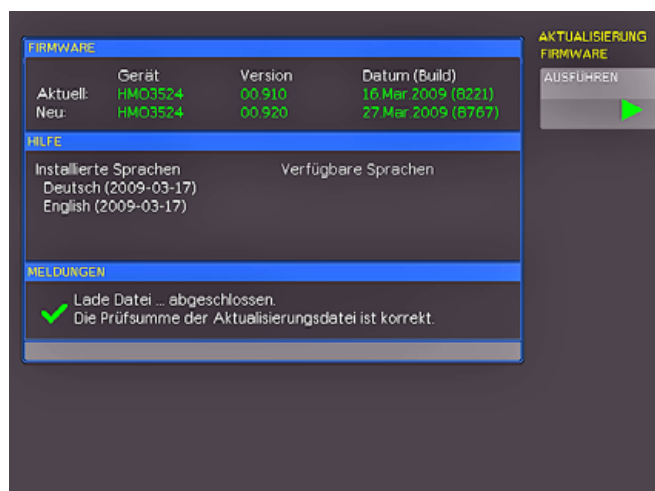 AKTUALISIERUNG
FIRMWARE
AUSFÜHREN
FIRMWARE
Gerät Version Datum (Build)
Aktuell: HMO3524 00.910 16.Mar.2009 (8221)
Neu: HMO3524 00.920 27.Mar.2009 (8767)
HILFE
Installierte Sprachen Verfügbare Sprachen
Deutsch (2009-03-17)
English (2009-03-17)
MELDUNGEN
Lade Datei ... abgeschlossen.
Die Prüfsumme der Aktualisierungsdatei ist korrekt.